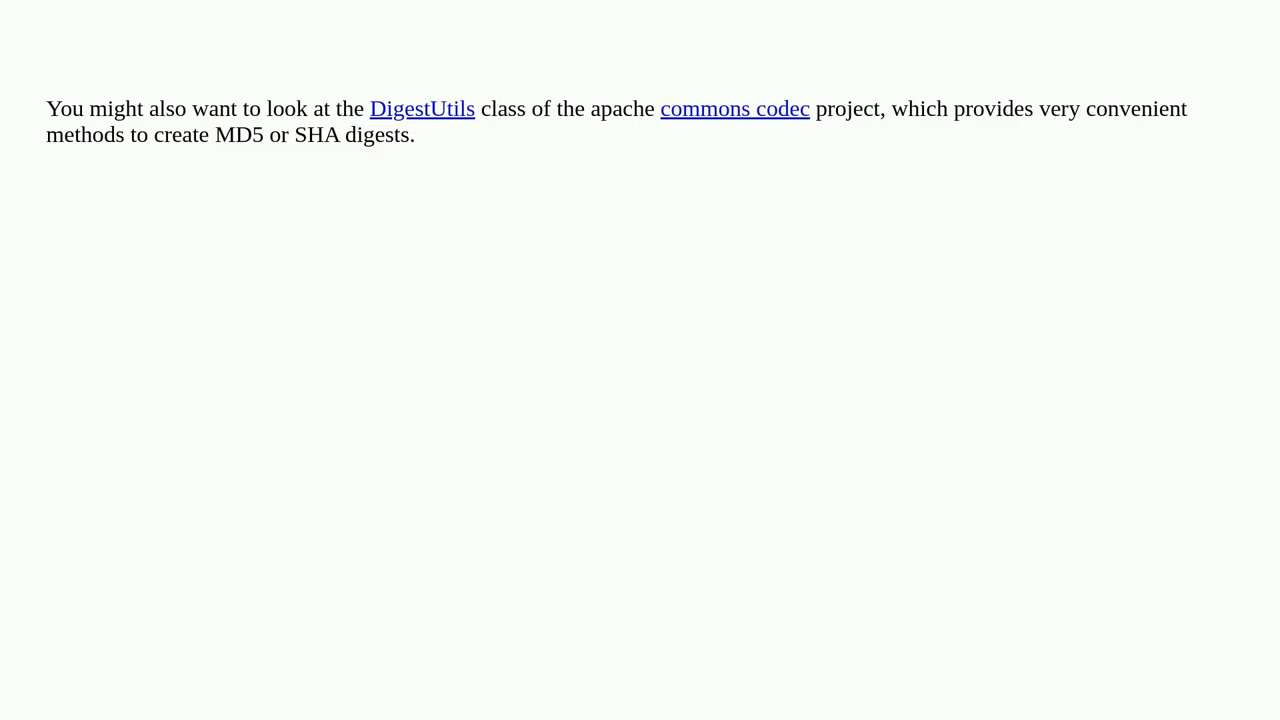 You might also want to look at the DigestUtils class of the apache commons codec project, which provides very convenient
methods to create MD5 or SHA digests.